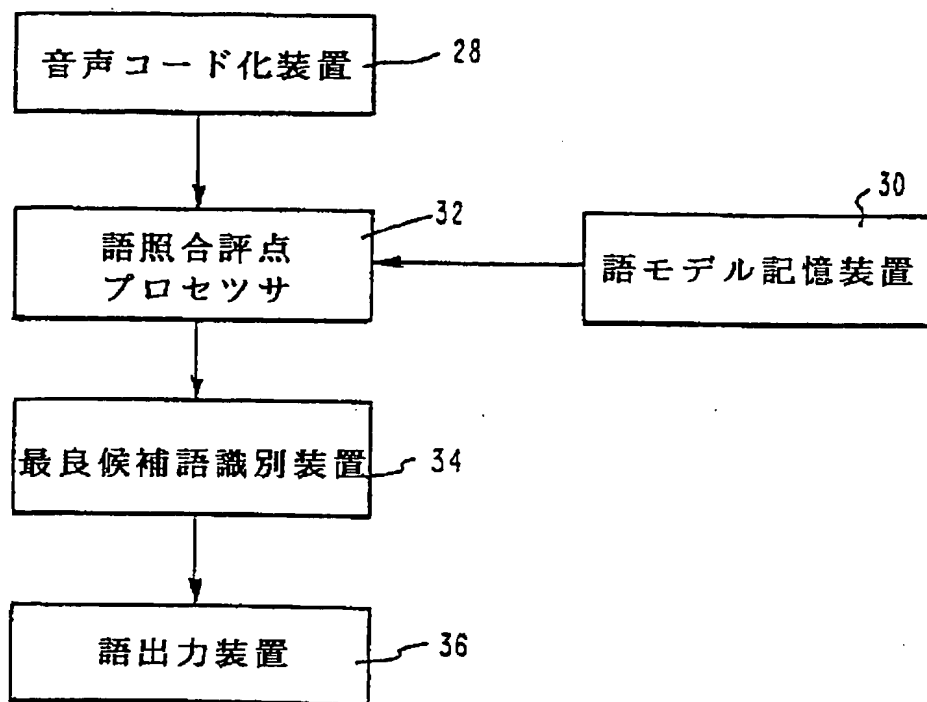 音声コード化装置
28
語照合評点
プロセツサ
32
語モデル記憶装置
30
最良候補語識別装置
34
語出力装置
36